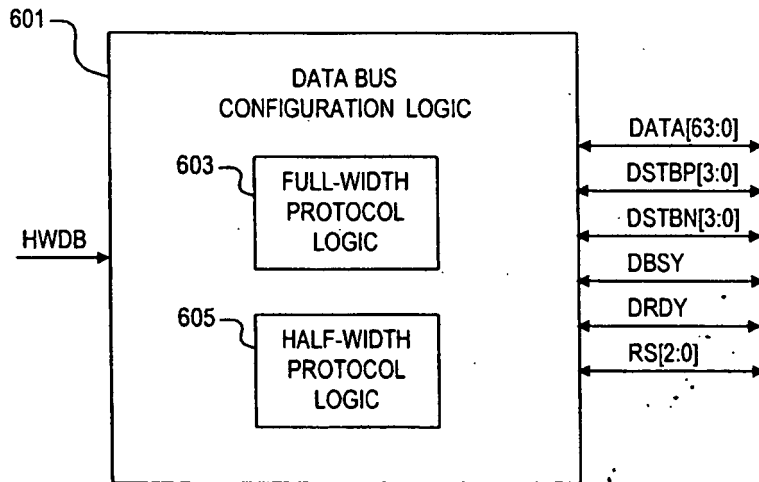 601
DATA BUS
CONFIGURATION LOGIC
603
FULL-WIDTH
PROTOCOL
LOGIC
HWDB
605
HALF-WIDTH
PROTOCOL
LOGIC
DATA[63:0]
DSTBP[3:0]
DSTBN[3:0]
DBSY
DRDY
RS[2:0]